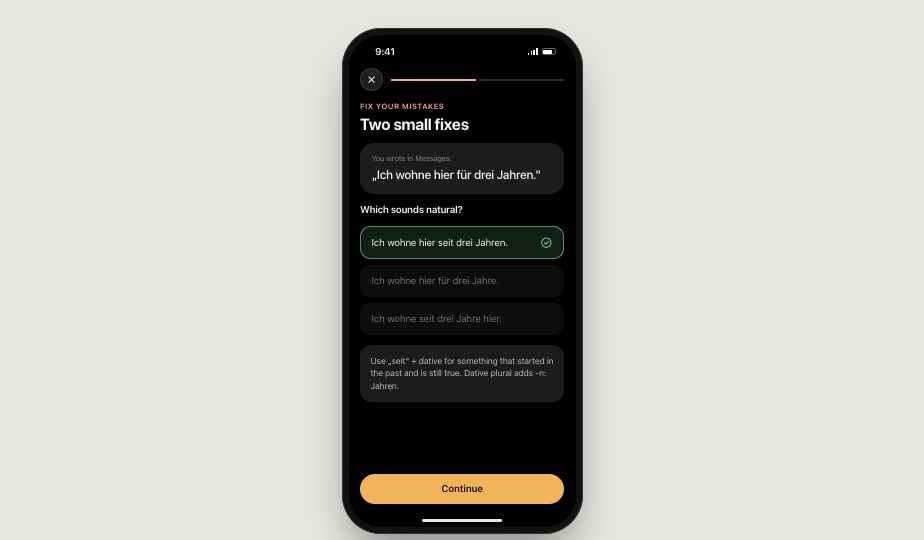 9:41
FIX YOUR MISTAKES
Two small fixes
You wrote in Messages:
„Ich wohne hier für drei Jahren."
Which sounds natural?
Ich wohne hier seit drei Jahren.
Ich wohne hier für drei Jahre.
Ich wohne seit drei Jahre hier.
Use „seit" + dative for something that started in
the past and is still true. Dative plural adds -n:
Jahren.
Continue